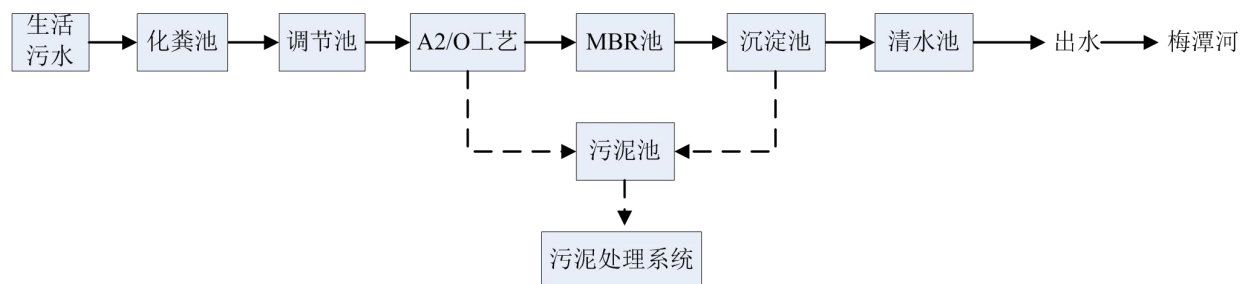 生活
污水
化粪池
调节池
A2/O工艺
MBR池
沉淀池
清水池
出水
梅潭河
污泥池
污泥处理系统